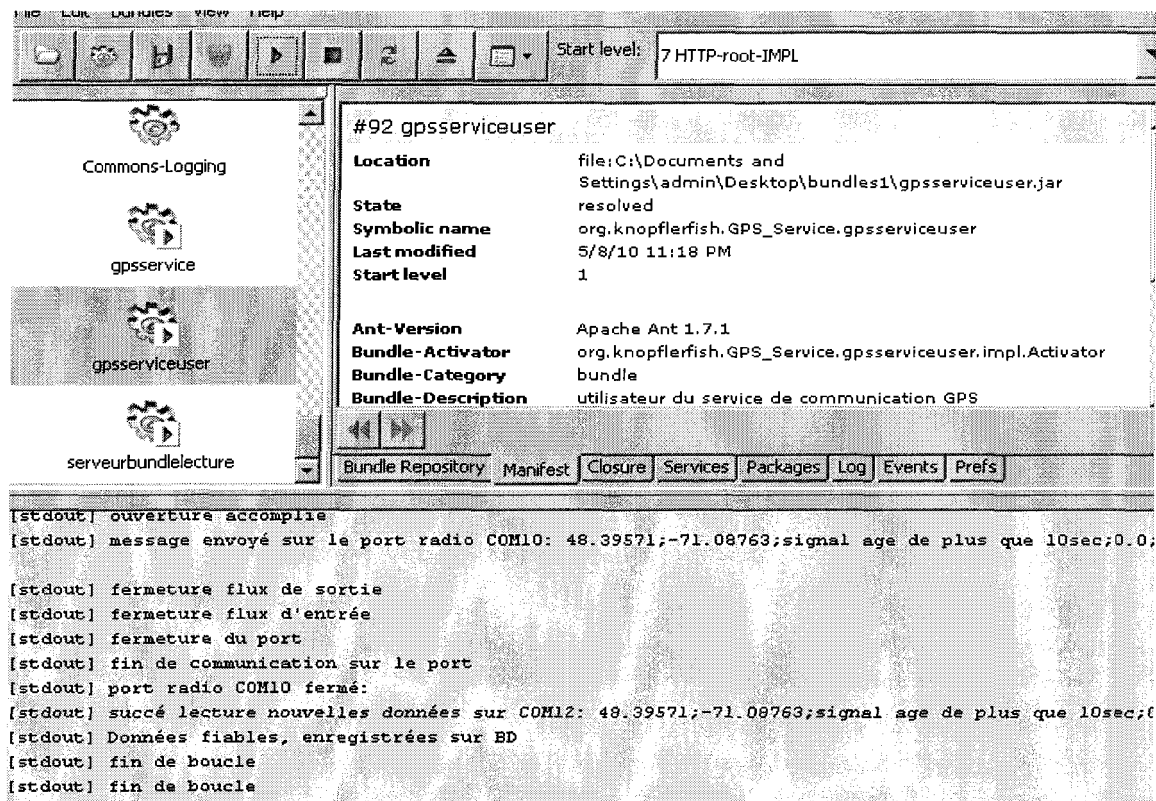 File Edit Bundles View Help
Start level: 7 HTTP-root-IMPL
Commons-Logging
gpsservice
gpsserviceuser
serveurbundlelecture
#92 gpsserviceuser
Location file:C:\Documents and
Settings\admin\Desktop\bundles1\gpsserviceuser.jar
State resolved
Symbolic name org.knopflerfish.GPS_Service.gpsserviceuser
Last modified 5/8/10 11:18 PM
Start level 1
Ant-Version Apache Ant 1.7.1
Bundle-Activator org.knopflerfish.GPS_Service.gpsserviceuser.impl.Activator
Bundle-Category bundle
Bundle-Description utilisateur du service de communication GPS
Bundle Repository Manifest Closure Services Packages Log Events Prefs
[stdout] ouverture accomplie
[stdout] message envoyé sur le port radio COM10: 48.39571;-71.08763;signal age de plus que 10sec;0.0;
[stdout] fermeture flux de sortie
[stdout] fermeture flux d'entrée
[stdout] fermeture du port
[stdout] fin de communication sur le port
[stdout] port radio COM10 fermé:
[stdout] succé lecture nouvelles données sur COM12: 48.39571;-71.08763;signal age de plus que 10sec;
[stdout] Données fiables, enregistrées sur BD
[stdout] fin de boucle
[stdout] fin de boucle